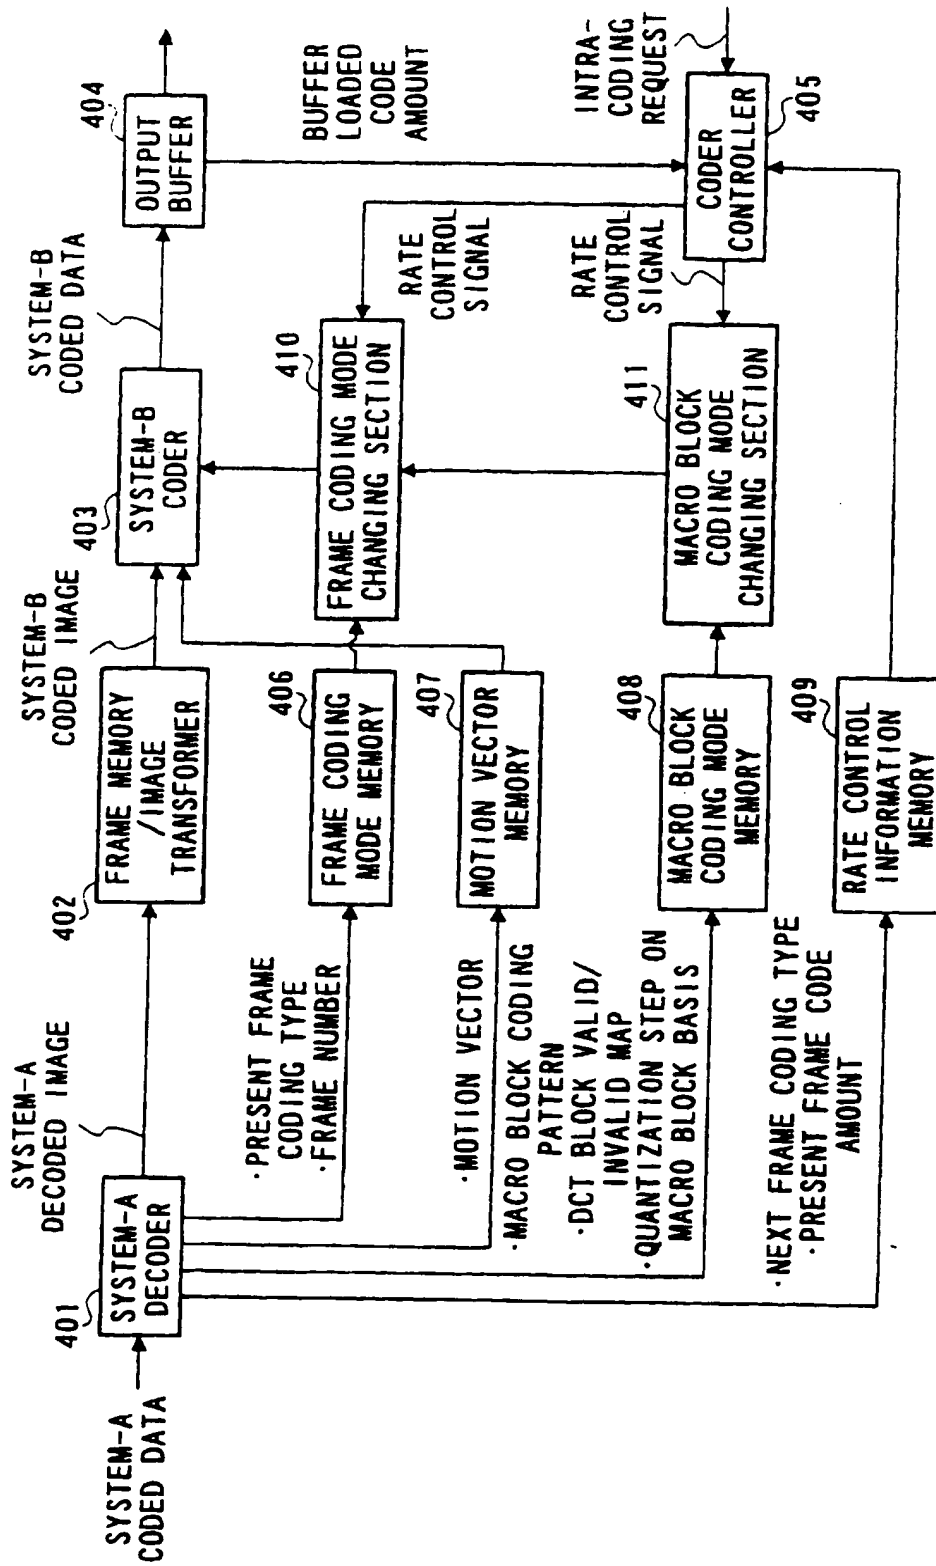 SYSTEM-A
CODED DATA
401
SYSTEM-A
DECODER
SYSTEM-A
DECODED IMAGE
402
FRAME MEMORY
/IMAGE
TRANSFORMER
SYSTEM-B
CODED IMAGE
403
SYSTEM-B
CODER
SYSTEM-B
CODED DATA
404
OUTPUT
BUFFER
BUFFER
LOADED
CODE
AMOUNT
·PRESENT FRAME
CODING TYPE
·FRAME NUMBER
406
FRAME CODING
MODE MEMORY
410
FRAME CODING MODE
CHANGING SECTION
RATE
CONTROL
SIGNAL
·MOTION VECTOR
407
MOTION VECTOR
MEMORY
·MACRO BLOCK CODING
PATTERN
·DCT BLOCK VALID/
INVALID MAP
·QUANTIZATION STEP ON
MACRO BLOCK BASIS
408
MACRO BLOCK
CODING MODE
MEMORY
411
MACRO BLOCK
CODING MODE
CHANGING SECTION
RATE
CONTROL
SIGNAL
INTRA-
CODING
REQUEST
CODER
CONTROLLER
405
·NEXT FRAME CODING TYPE
·PRESENT FRAME CODE
AMOUNT
409
RATE CONTROL
INFORMATION
MEMORY